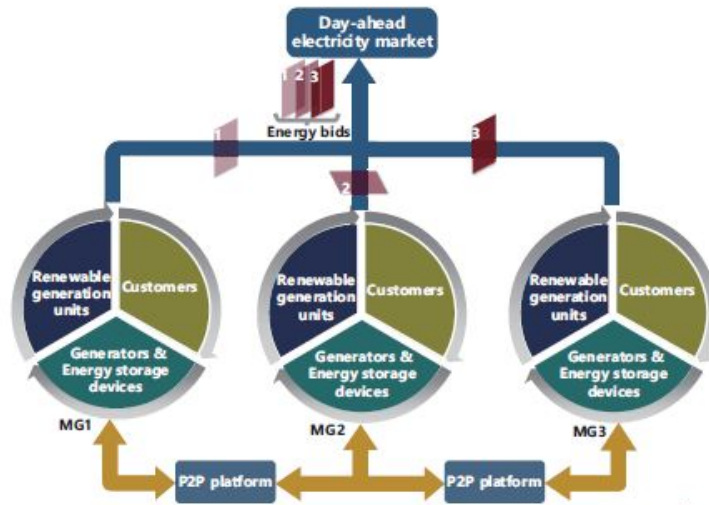 Day-ahead
electricity market
1 2 3
Energy bids
1
3
2
Renewable
generation
units
Customers
Generators &
Energy storage
devices
MG1
Renewable
generation
units
Customers
Generators &
Energy storage
devices
MG2
Renewable
generation
units
Customers
Generators &
Energy storage
devices
MG3
P2P platform
P2P platform